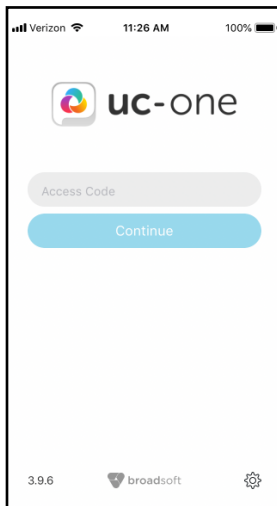 Verizon 11:26 AM 100%
uc-one
Access Code
Continue
3.9.6 broadsoft